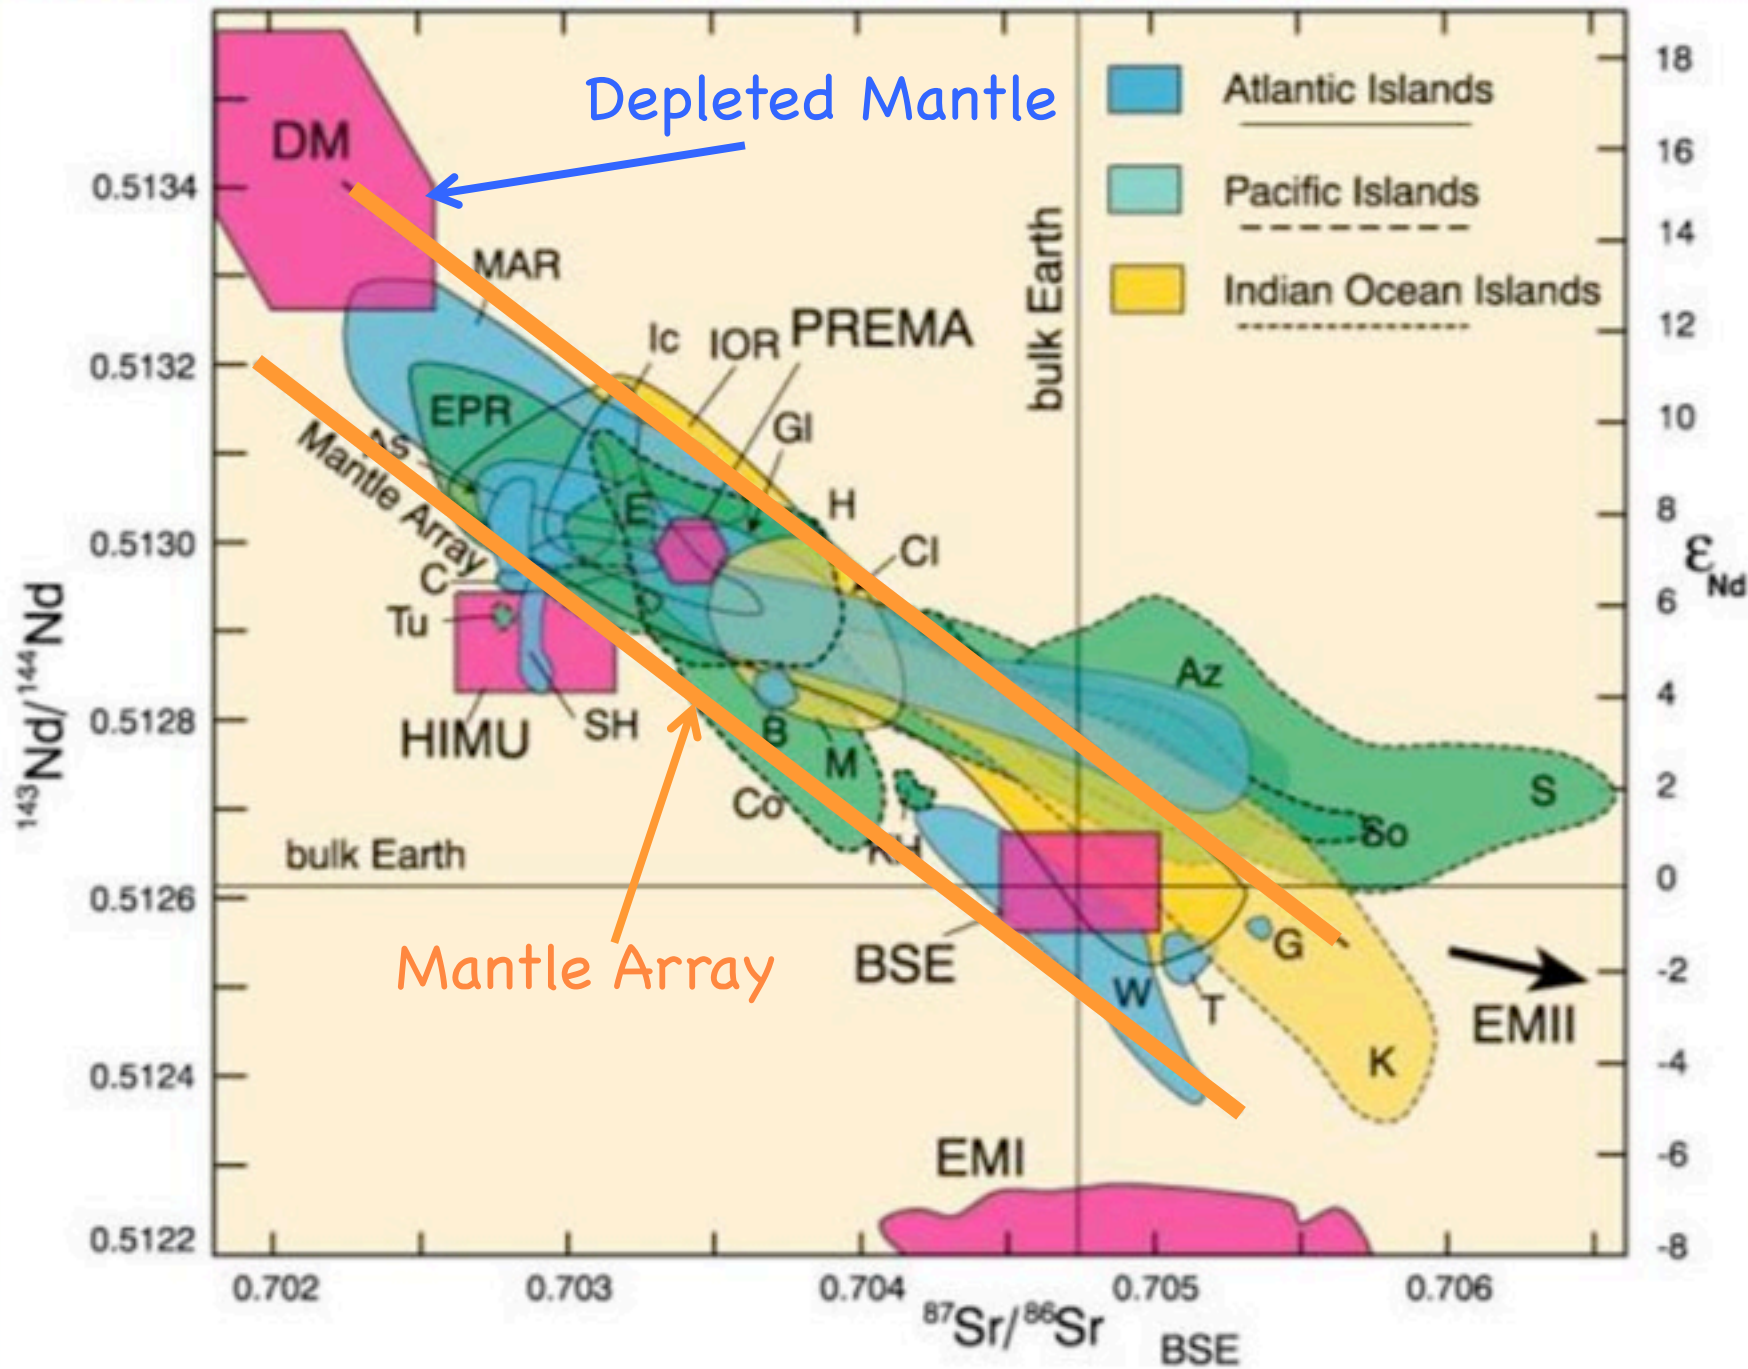 DM
Depleted Mantle
Atlantic Islands
Pacific Islands
Indian Ocean Islands
bulk Earth
MAR
Ic
IOR
PREMA
GI
EPR
As
Mantle Array
E
H
CI
C
Tu
HIMU
SH
B
M
Co
KH
Az
S
So
bulk Earth
BSE
Mantle Array
W
T
G
K
EMII
EMI
0.5134
0.5132
0.5130
0.5128
0.5126
0.5124
0.5122
¹⁴³Nd/¹⁴⁴Nd
18
16
14
12
10
8
6
4
2
0
-2
-4
-6
-8
εNd
0.702
0.703
0.704
0.705
0.706
⁸⁷Sr/⁸⁶Sr
BSE